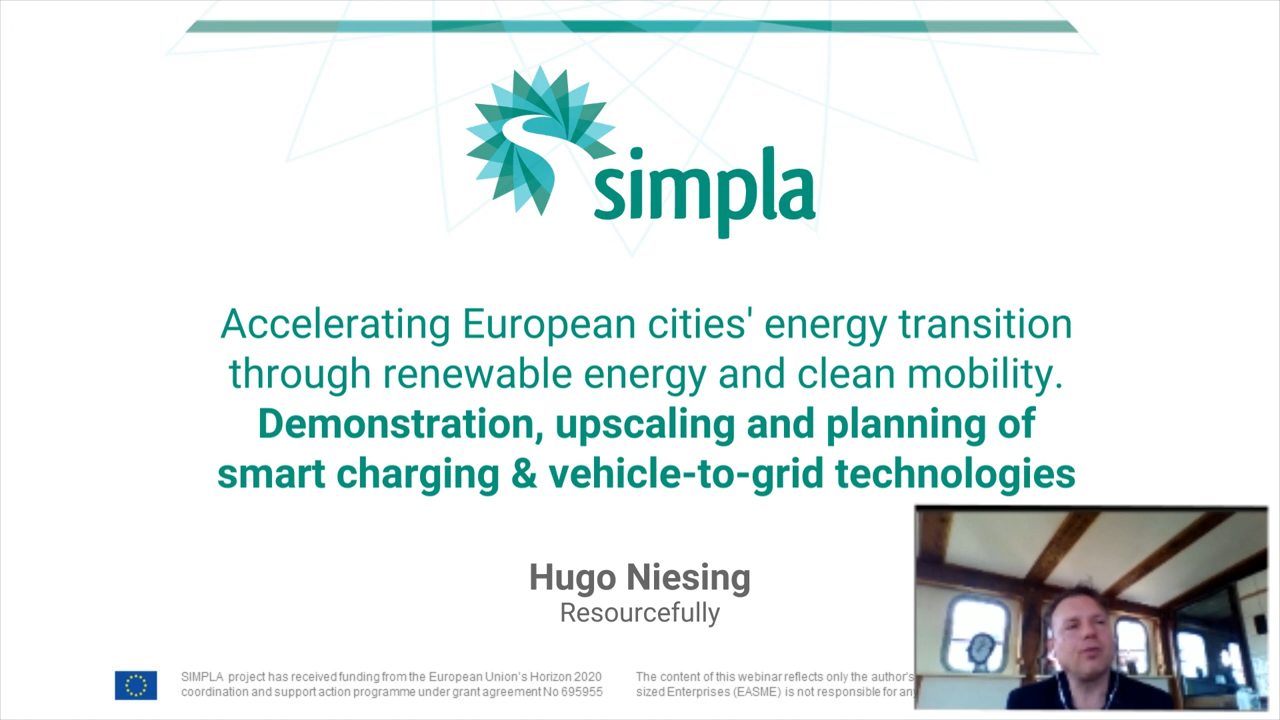 simpla
Accelerating European cities' energy transition
through renewable energy and clean mobility.
Demonstration, upscaling and planning of
smart charging & vehicle-to-grid technologies
Hugo Niesing
Resourcefully
SIMPLA project has received funding from the European Union's Horizon 2020
coordination and support action programme under grant agreement No 695955
The content of this webinar reflects only the author's
sized Enterprises (EASME) is not responsible for any